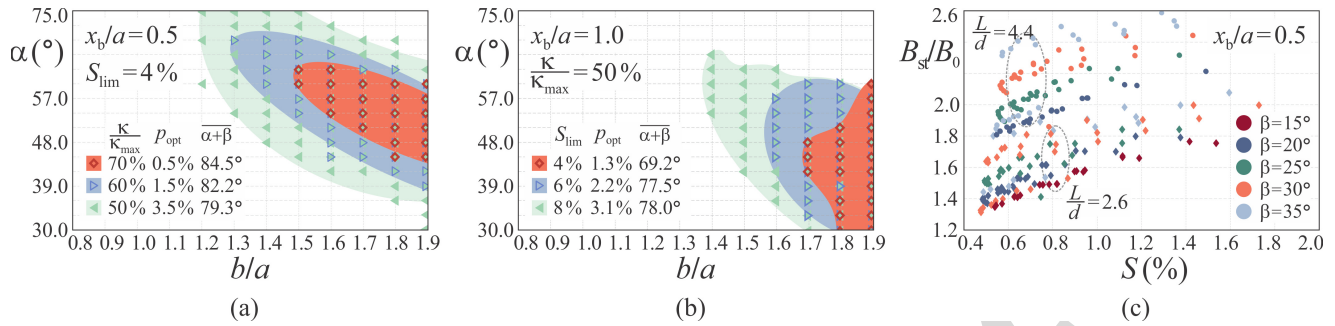 75.0
66.0
57.0
48.0
39.0
30.0
α(°)
x_b/a=0.5
S_lim=4%
κ/κ_max p_opt α+β
70% 0.5% 84.5°
60% 1.5% 82.2°
50% 3.5% 79.3°
0.8 0.9 1.0 1.1 1.2 1.3 1.4 1.5 1.6 1.7 1.8 1.9
b/a
(a)
75.0
66.0
57.0
48.0
39.0
30.0
α(°)
x_b/a=1.0
κ/κ_max=50%
S_lim p_opt α+β
4% 1.3% 69.2°
6% 2.2% 77.5°
8% 3.1% 78.0°
0.8 0.9 1.0 1.1 1.2 1.3 1.4 1.5 1.6 1.7 1.8 1.9
b/a
(b)
2.6
2.4
2.2
2.0
1.8
1.6
1.4
1.2
B_st/B_0
L/d=4.4
x_b/a=0.5
β=15°
β=20°
β=25°
β=30°
β=35°
L/d=2.6
0.4 0.6 0.8 1.0 1.2 1.4 1.6 1.8 2.0
S(%)
(c)